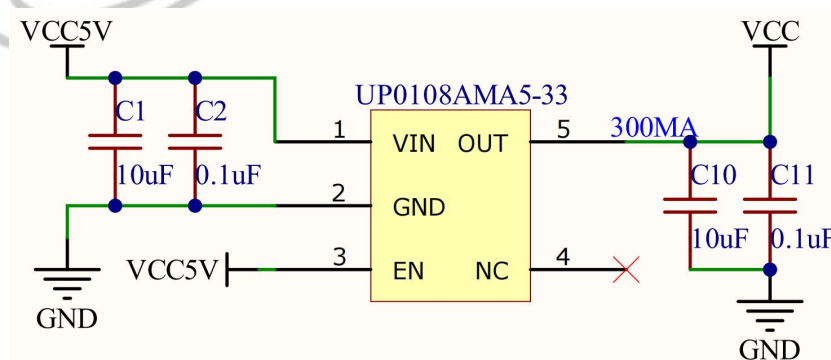 VCC5V
VCC
C1
C2
UP0108AMA5-33
10uF
0.1uF
1
VIN
OUT
5
300MA
C10
C11
2
GND
10uF
0.1uF
VCC5V
3
EN
NC
4
GND
GND